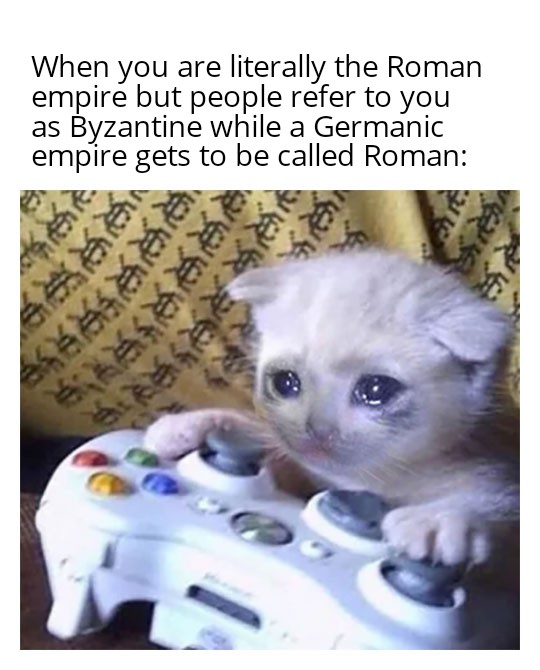 When you are literally the Roman
empire but people refer to you
as Byzantine while a Germanic
empire gets to be called Roman: